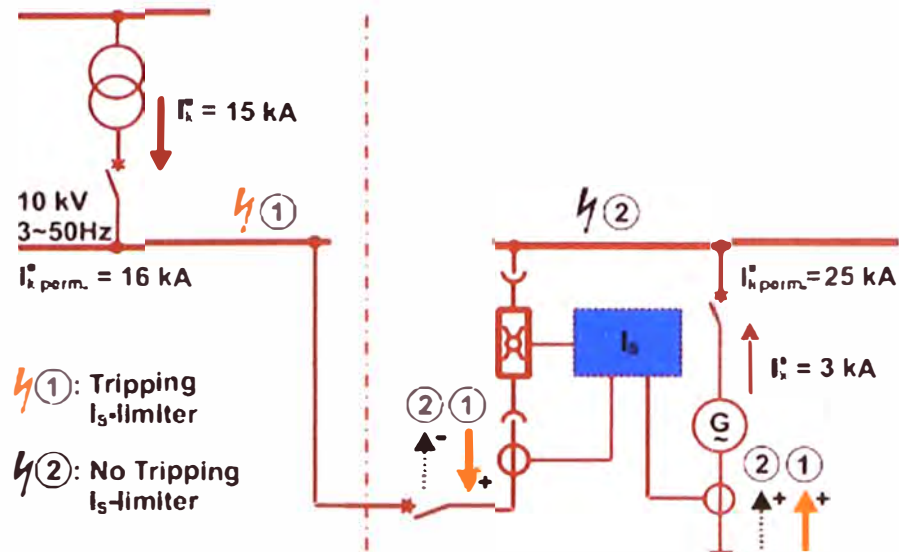 I"k = 15 kA
10 kV
3~50Hz
①
②
I"k perm. = 16 kA
I"k perm. = 25 kA
Is
I"k = 3 kA
①: Tripping
Is-limiter
② ①
-
+
G
~
②: No Tripping
Is-limiter
② ①
+ +